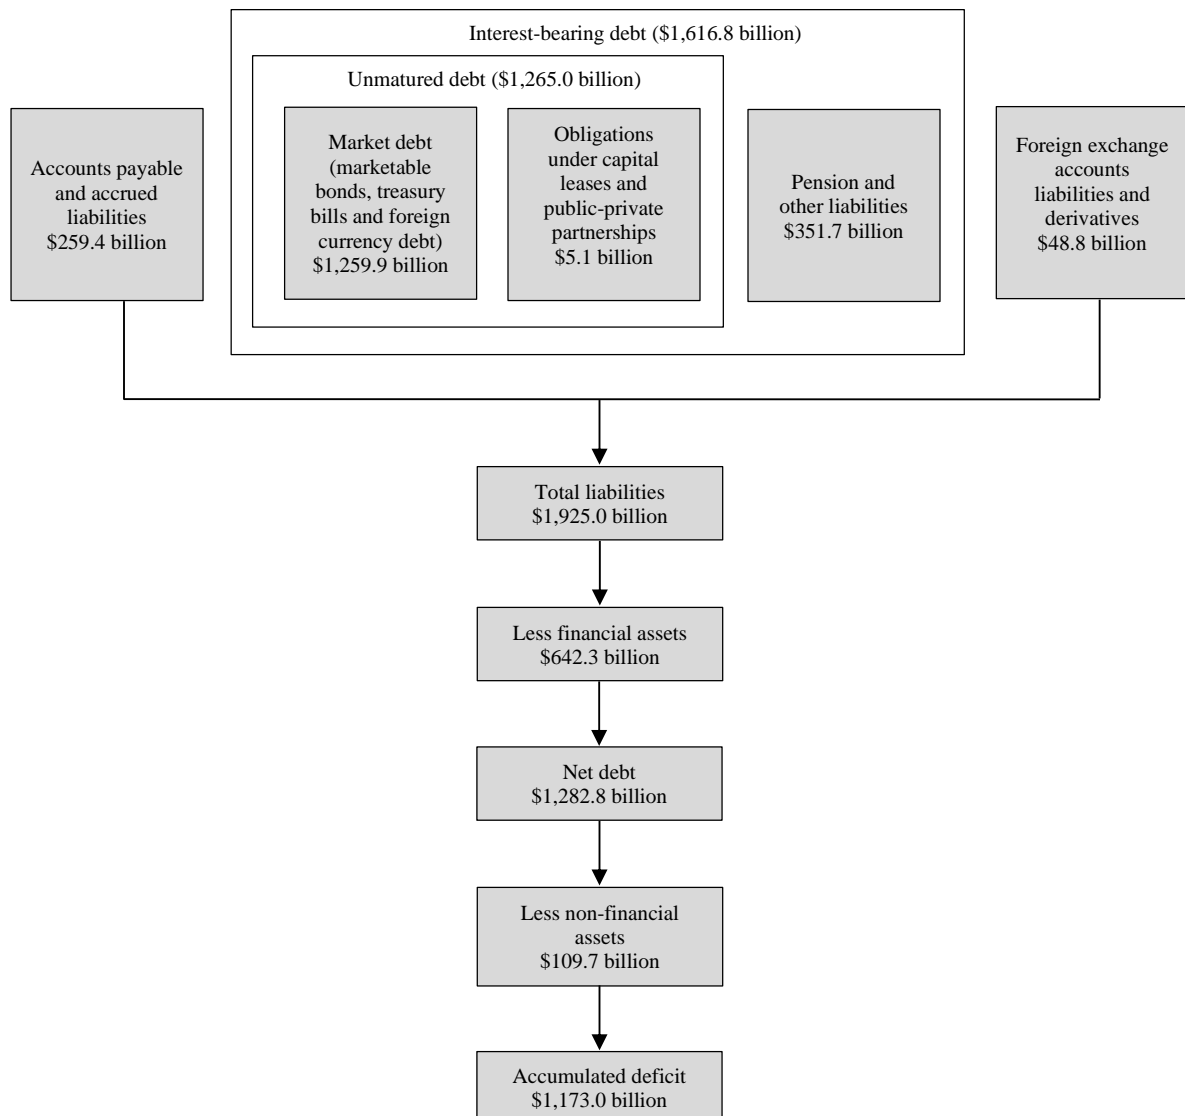 Interest-bearing debt ($1,616.8 billion)
Unmatured debt ($1,265.0 billion)
Accounts payable
and accrued
liabilities
$259.4 billion
Market debt
(marketable
bonds, treasury
bills and foreign
currency debt)
$1,259.9 billion
Obligations
under capital
leases and
public-private
partnerships
$5.1 billion
Pension and
other liabilities
$351.7 billion
Foreign exchange
accounts
liabilities and
derivatives
$48.8 billion
Total liabilities
$1,925.0 billion
Less financial assets
$642.3 billion
Net debt
$1,282.8 billion
Less non-financial
assets
$109.7 billion
Accumulated deficit
$1,173.0 billion